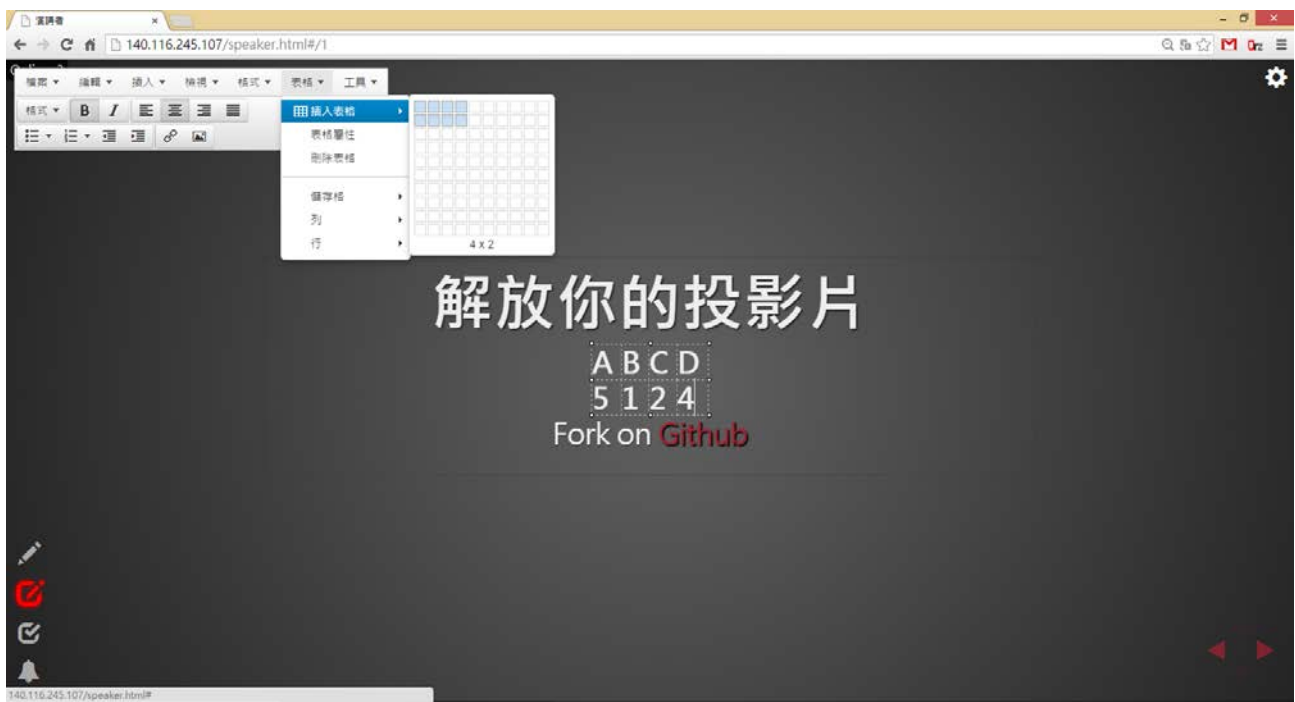 演講者
140.116.245.107/speaker.html#/1
檔案 編輯 插入 檢視 格式 表格 工具
格式 B I
插入表格
表格屬性
刪除表格
儲存格
列
行
4 x 2
解放你的投影片
A B C D
5 1 2 4
Fork on Github
140.116.245.107/speaker.html#